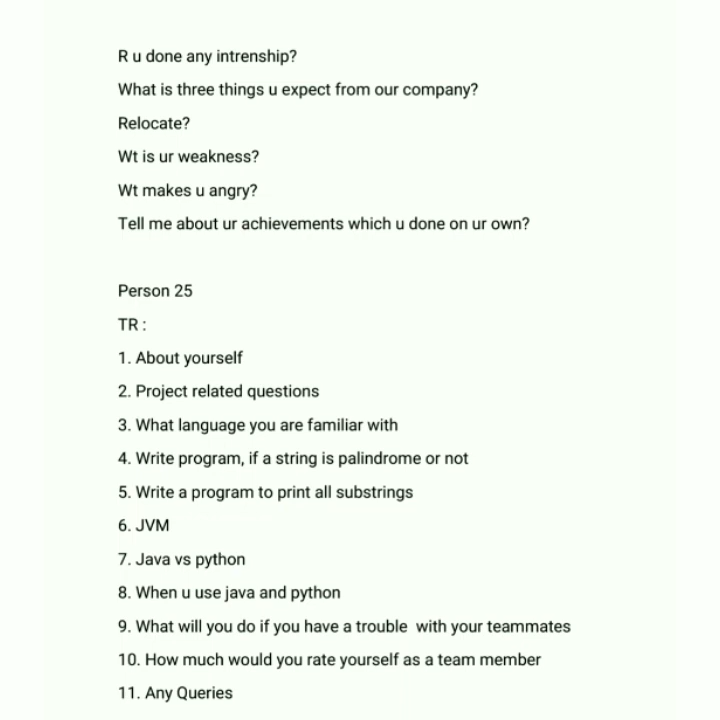 R u done any intrenship?
What is three things u expect from our company?
Relocate?
Wt is ur weakness?
Wt makes u angry?
Tell me about ur achievements which u done on ur own?
Person 25
TR :
1. About yourself
2. Project related questions
3. What language you are familiar with
4. Write program, if a string is palindrome or not
5. Write a program to print all substrings
6. JVM
7. Java vs python
8. When u use java and python
9. What will you do if you have a trouble  with your teammates
10. How much would you rate yourself as a team member
11. Any Queries